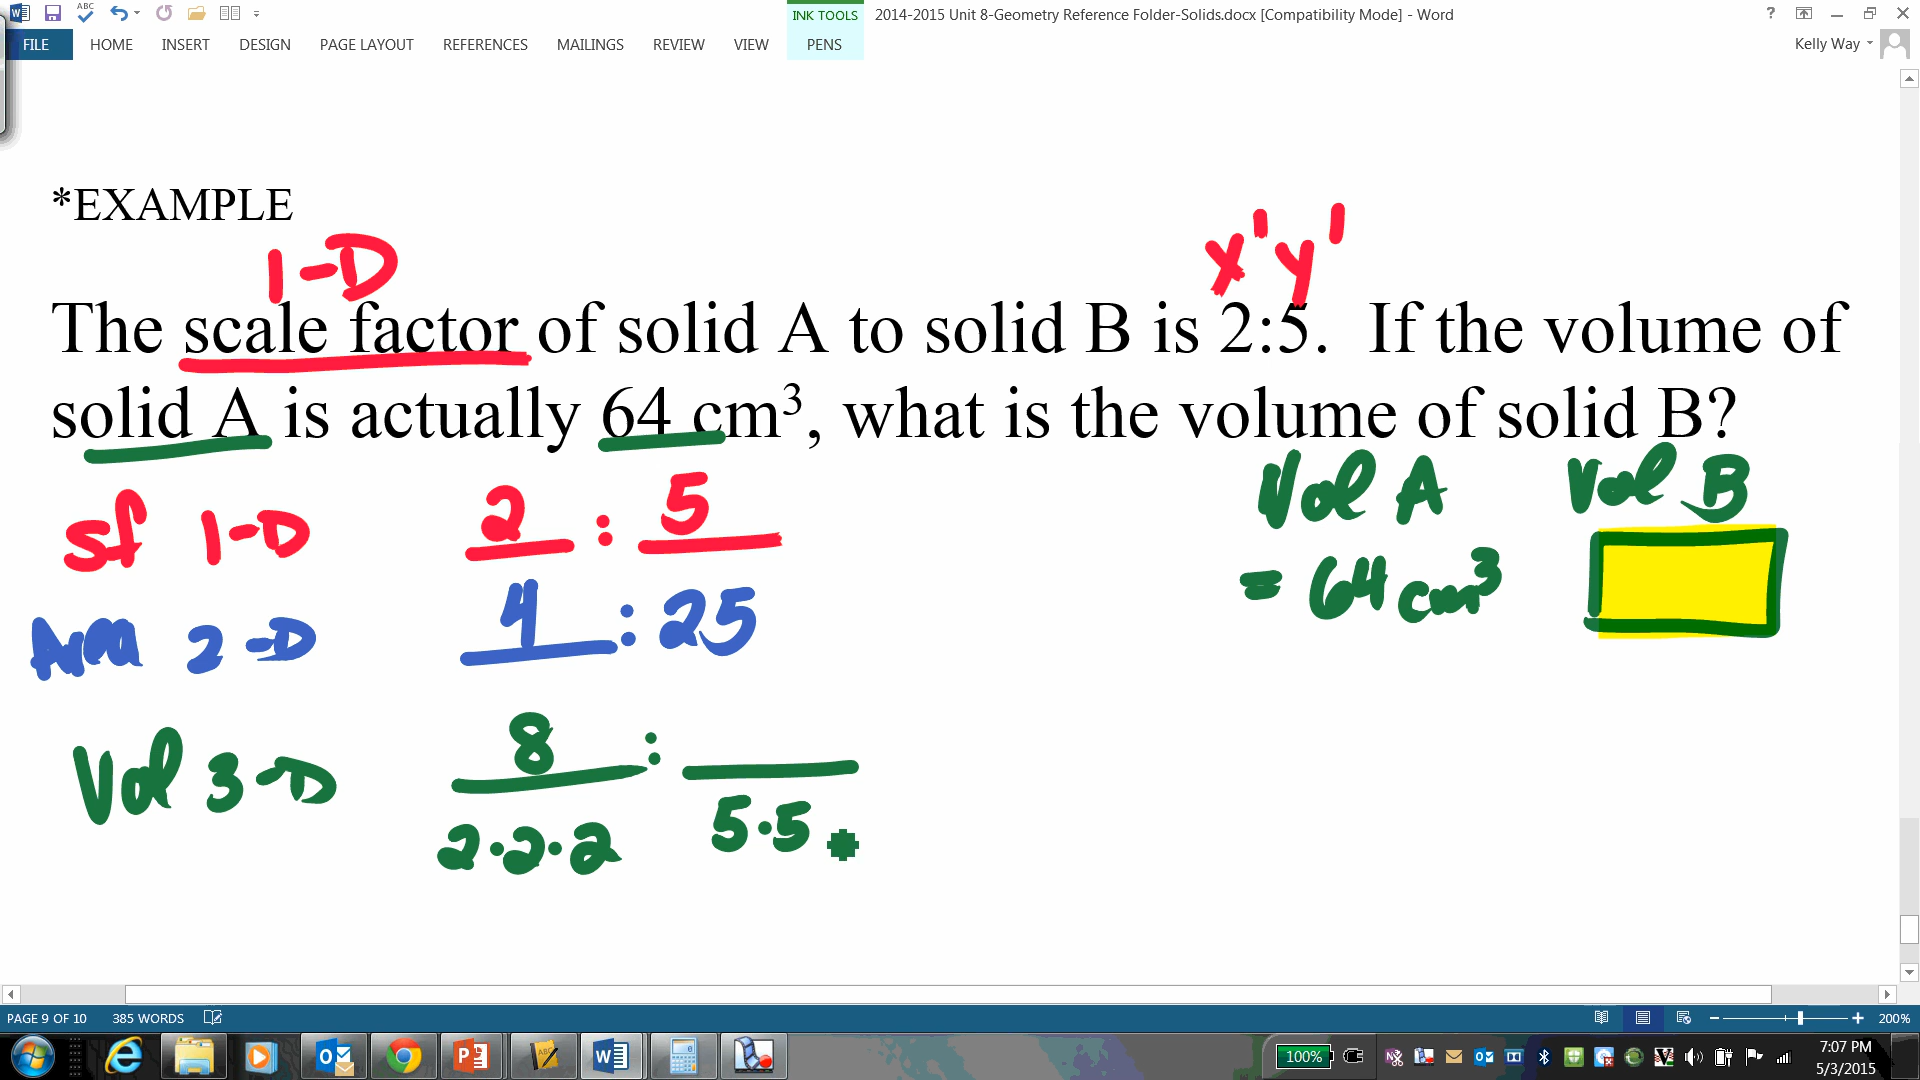 ABC
INK TOOLS
2014-2015 Unit 8-Geometry Reference Folder-Solids.docx [Compatibility Mode] - Word
?
FILE HOME INSERT DESIGN PAGE LAYOUT REFERENCES MAILINGS REVIEW VIEW PENS
Kelly Way
*EXAMPLE
1-D
x' y'
The scale factor of solid A to solid B is 2:5. If the volume of
solid A is actually 64 cm³, what is the volume of solid B?
Vol A Vol B
sf 1-D 2 : 5
= 64 cm³
Area 2-D 4 : 25
Vol 3-D 8 :
2·2·2 5·5
PAGE 9 OF 10 385 WORDS
200%
100%
7:07 PM
5/3/2015